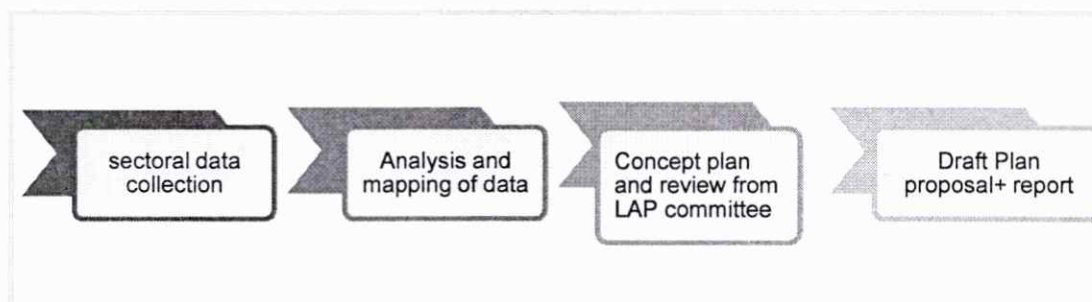 sectoral data
collection
Analysis and
mapping of data
Concept plan
and review from
LAP committee
Draft Plan
proposal+ report